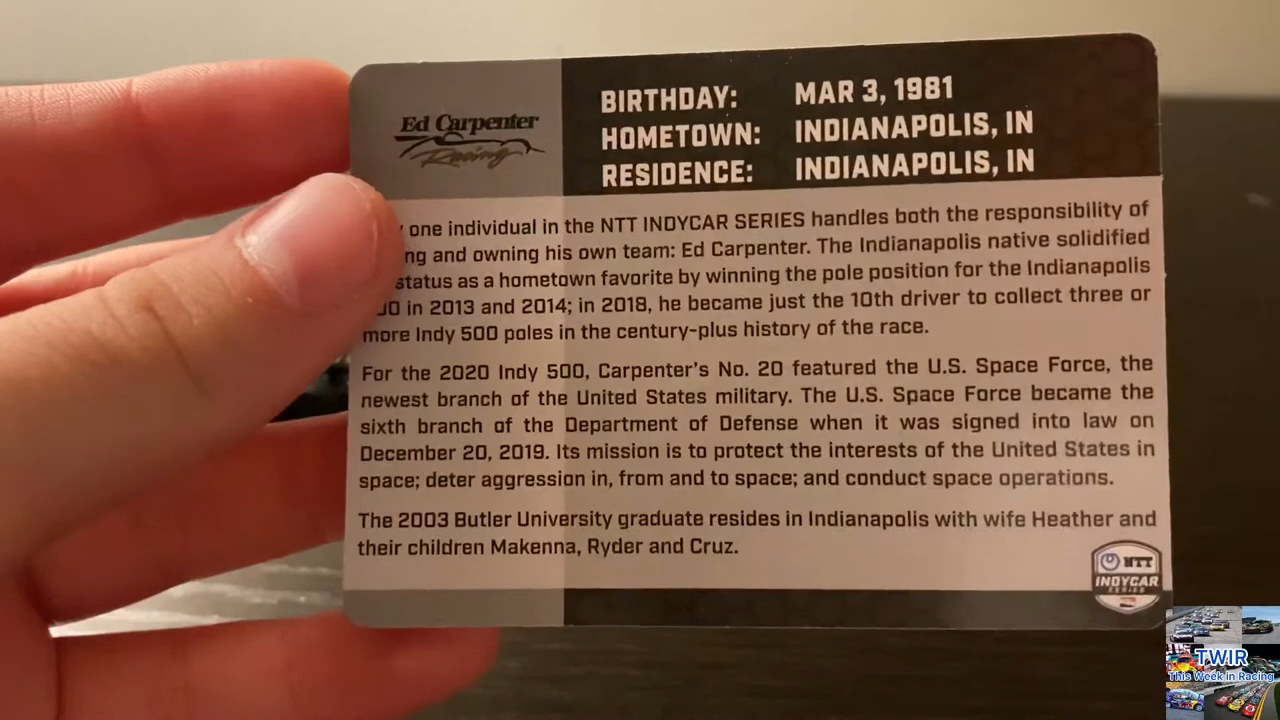 Ed Carpenter
Racing
BIRTHDAY: MAR 3, 1981
HOMETOWN: INDIANAPOLIS, IN
RESIDENCE: INDIANAPOLIS, IN
one individual in the NTT INDYCAR SERIES handles both the responsibility of
ng and owning his own team: Ed Carpenter. The Indianapolis native solidified
status as a hometown favorite by winning the pole position for the Indianapolis
00 in 2013 and 2014; in 2018, he became just the 10th driver to collect three or
more Indy 500 poles in the century-plus history of the race.
For the 2020 Indy 500, Carpenter's No. 20 featured the U.S. Space Force, the
newest branch of the United States military. The U.S. Space Force became the
sixth branch of the Department of Defense when it was signed into law on
December 20, 2019. Its mission is to protect the interests of the United States in
space; deter aggression in, from and to space; and conduct space operations.
The 2003 Butler University graduate resides in Indianapolis with wife Heather and
their children Makenna, Ryder and Cruz.
NTT
INDYCAR
SERIES
TWIR
This Week in Racing